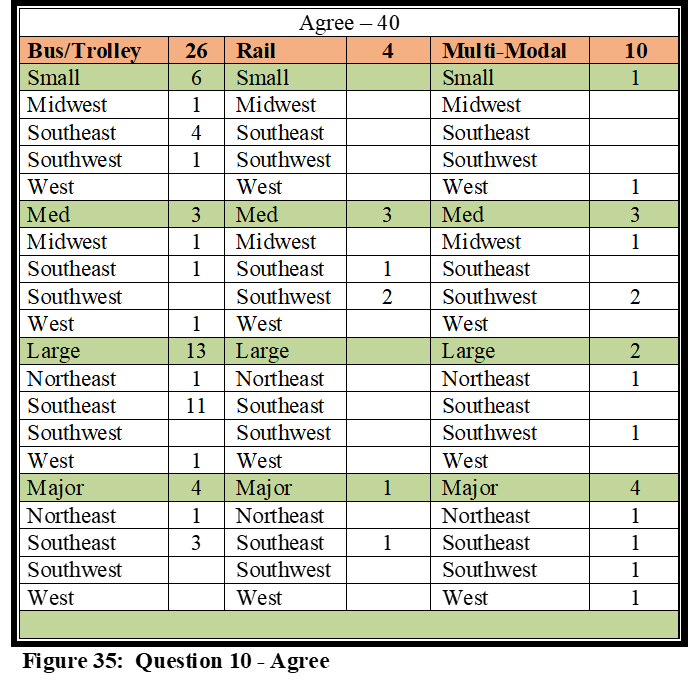 Agree – 40
Bus/Trolley 26 Rail 4 Multi-Modal 10
Small 6 Small Small 1
Midwest 1 Midwest Midwest
Southeast 4 Southeast Southeast
Southwest 1 Southwest Southwest
West West West 1
Med 3 Med 3 Med 3
Midwest 1 Midwest Midwest 1
Southeast 1 Southeast 1 Southeast
Southwest Southwest 2 Southwest 2
West 1 West West
Large 13 Large Large 2
Northeast 1 Northeast Northeast 1
Southeast 11 Southeast Southeast
Southwest Southwest Southwest 1
West 1 West West
Major 4 Major 1 Major 4
Northeast 1 Northeast Northeast 1
Southeast 3 Southeast 1 Southeast 1
Southwest Southwest Southwest 1
West West West 1
Figure 35: Question 10 - Agree